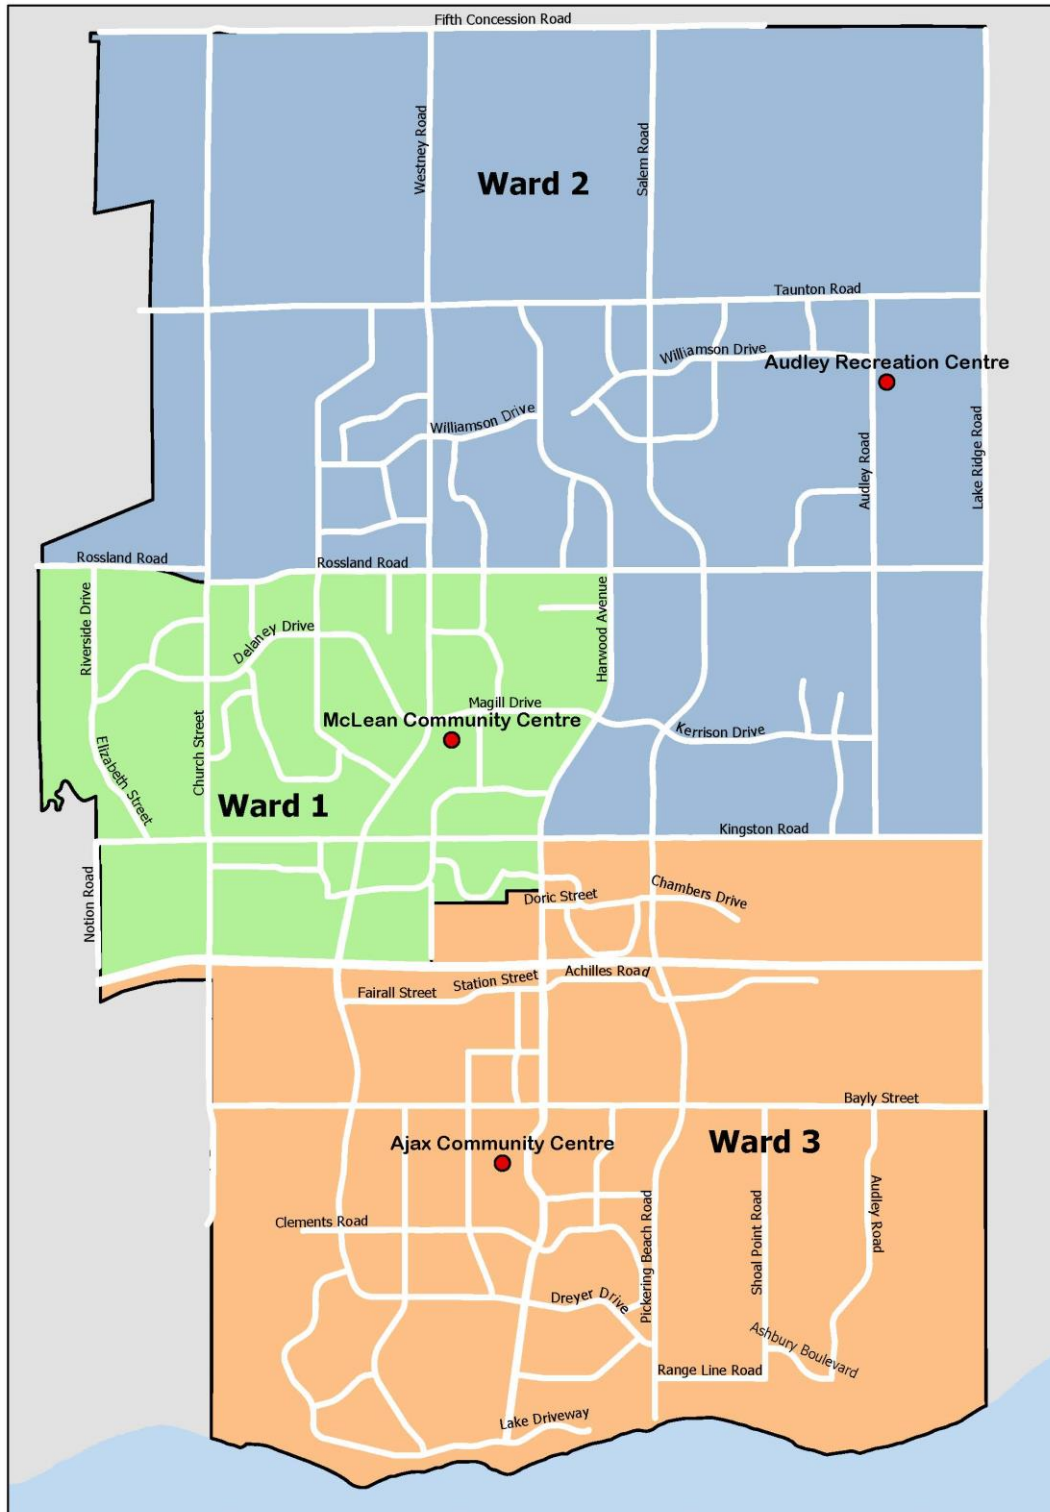 Fifth Concession Road
Westney Road
Salem Road
Ward 2
Taunton Road
Williamson Drive
Audley Recreation Centre
Williamson Drive
Audley Road
Lake Ridge Road
Rossland Road
Rossland Road
Riverside Drive
Delaney Drive
Harwood Avenue
Magill Drive
McLean Community Centre
Kerrison Drive
Church Street
Elizabeth Street
Ward 1
Kingston Road
Notion Road
Doric Street
Chambers Drive
Achilles Road
Station Street
Fairall Street
Bayly Street
Ajax Community Centre
Ward 3
Clements Road
Pickering Beach Road
Shoal Point Road
Audley Road
Dreyer Drive
Ashbury Boulevard
Range Line Road
Lake Driveway